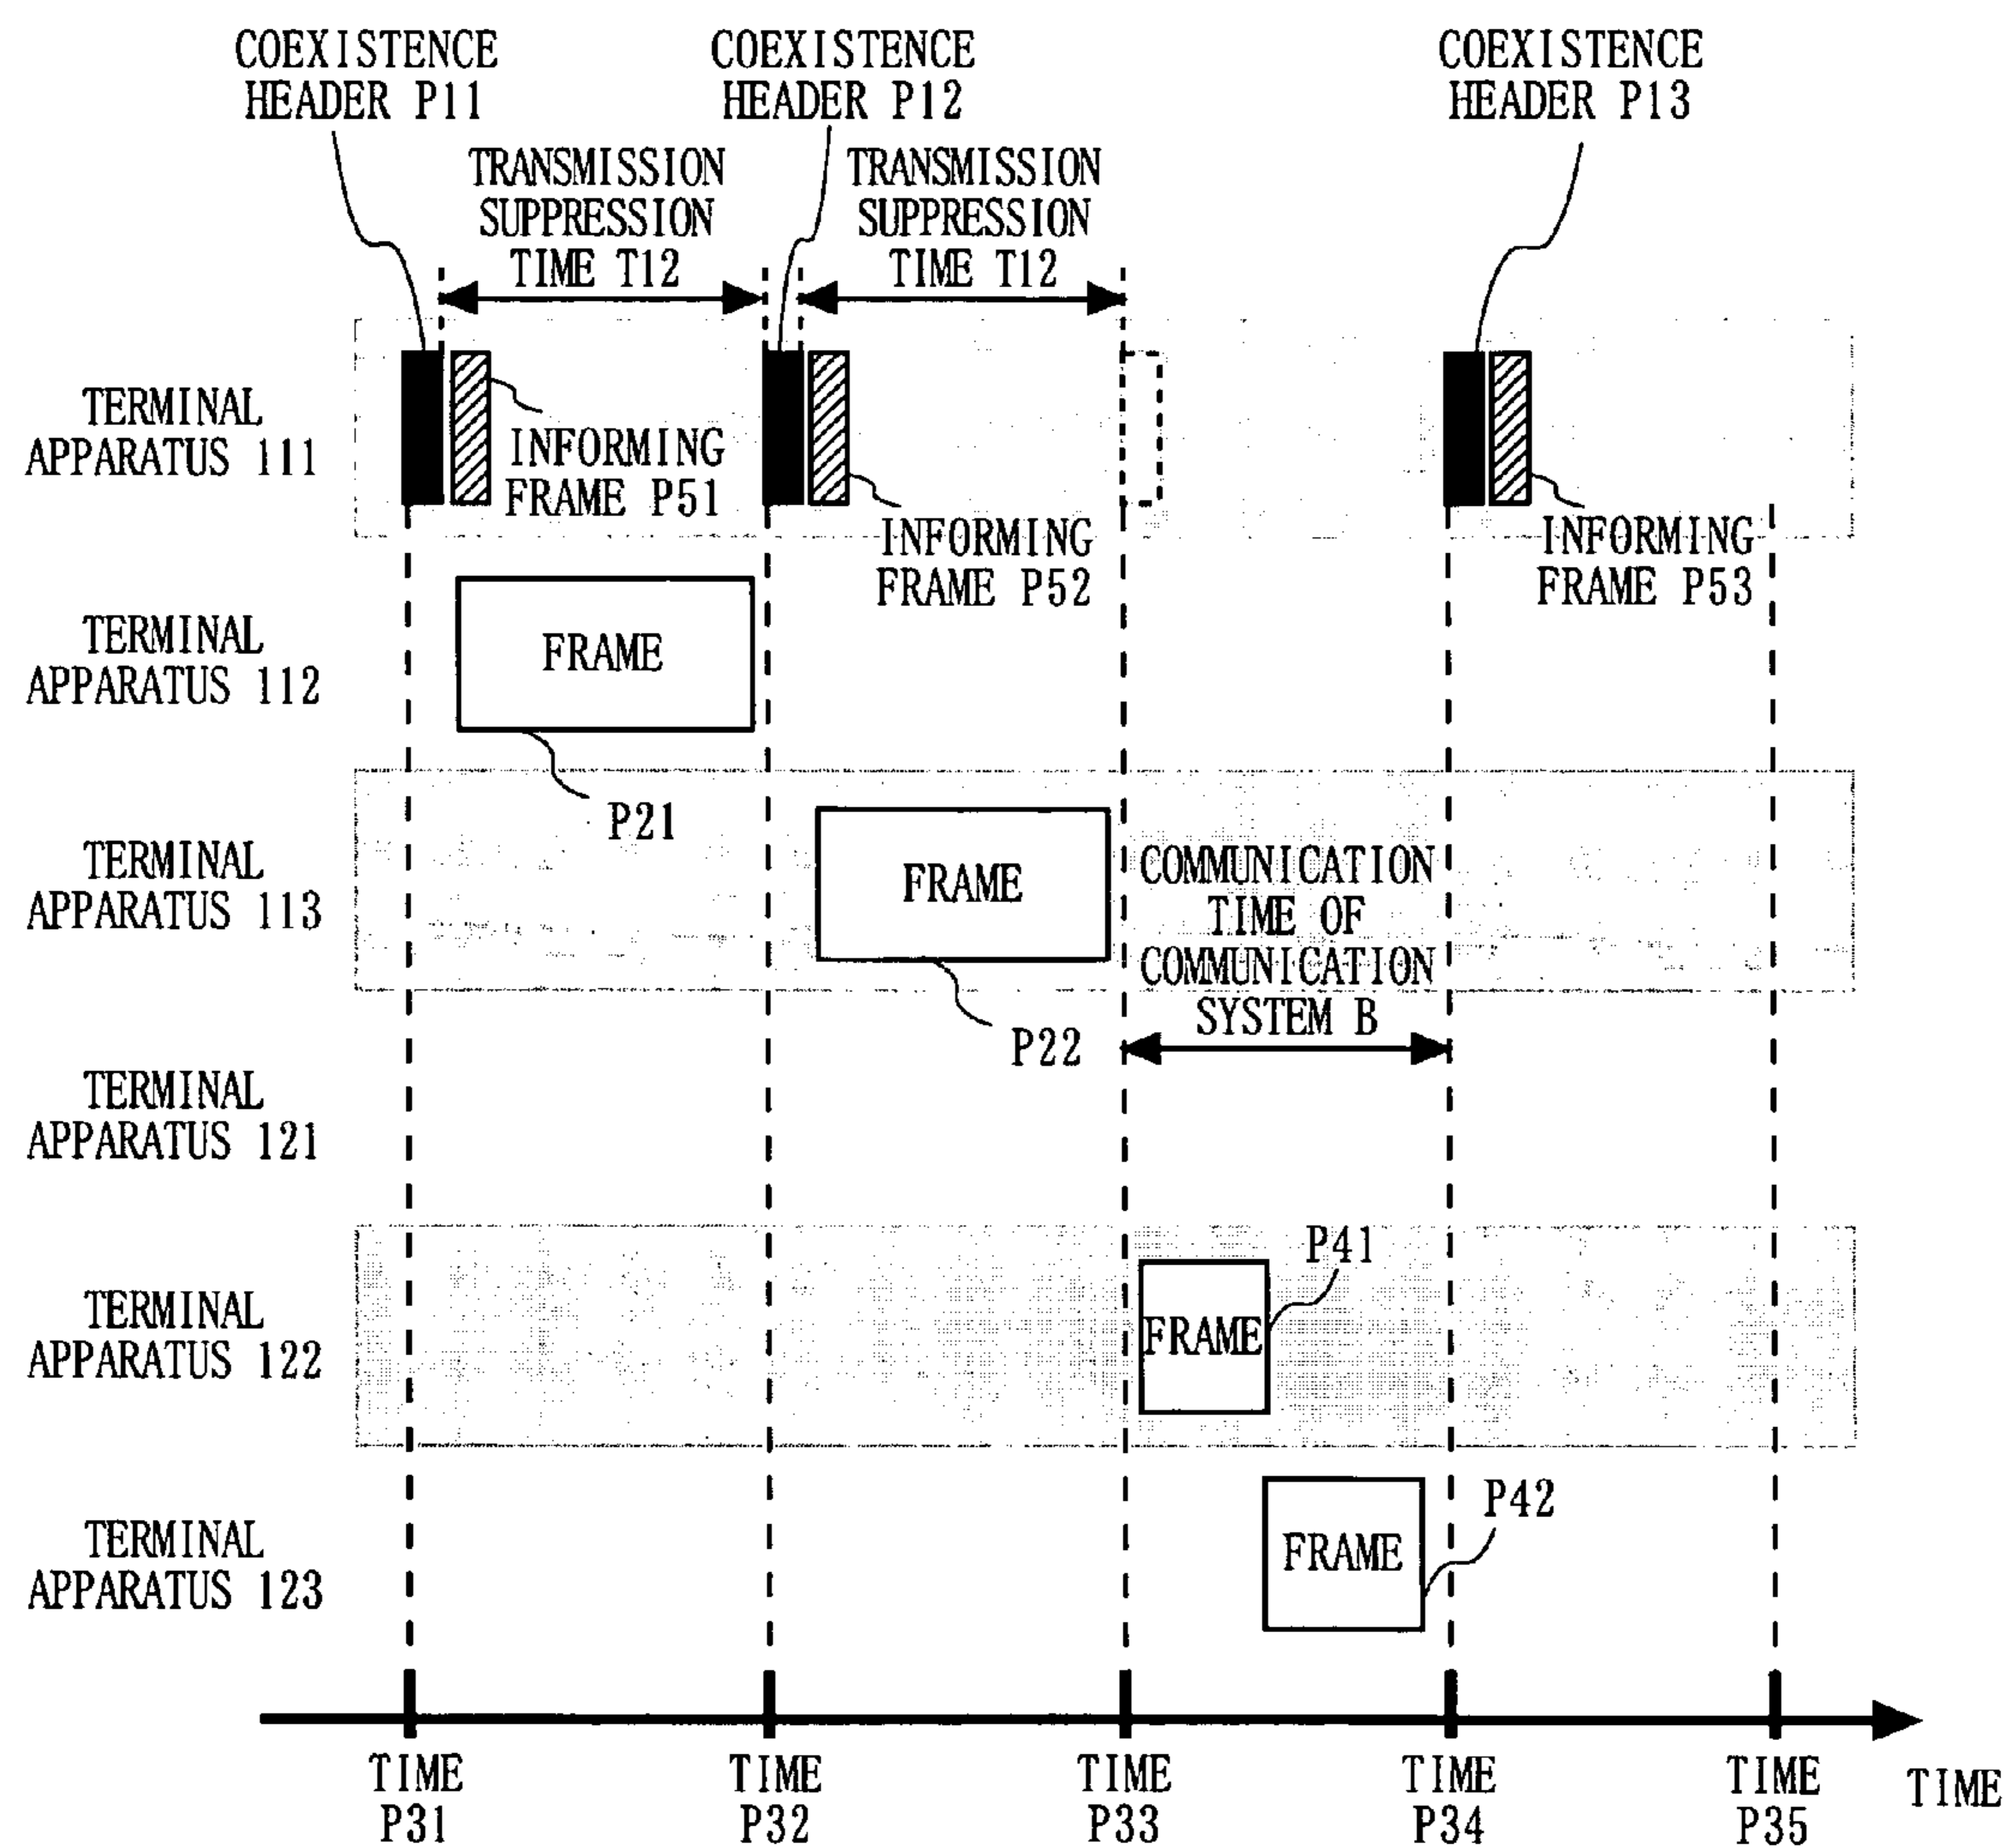 COEXISTENCE
HEADER P11
COEXISTENCE
HEADER P12
COEXISTENCE
HEADER P13
TRANSMISSION
SUPPRESSION
TIME T12
TRANSMISSION
SUPPRESSION
TIME T12
TERMINAL
APPARATUS 111
INFORMING
FRAME P51
INFORMING
FRAME P52
INFORMING
FRAME P53
TERMINAL
APPARATUS 112
FRAME
P21
TERMINAL
APPARATUS 113
FRAME
P22
COMMUNICATION
TIME OF
COMMUNICATION
SYSTEM B
TERMINAL
APPARATUS 121
TERMINAL
APPARATUS 122
FRAME
P41
TERMINAL
APPARATUS 123
FRAME
P42
TIME
P31
TIME
P32
TIME
P33
TIME
P34
TIME
P35
TIME